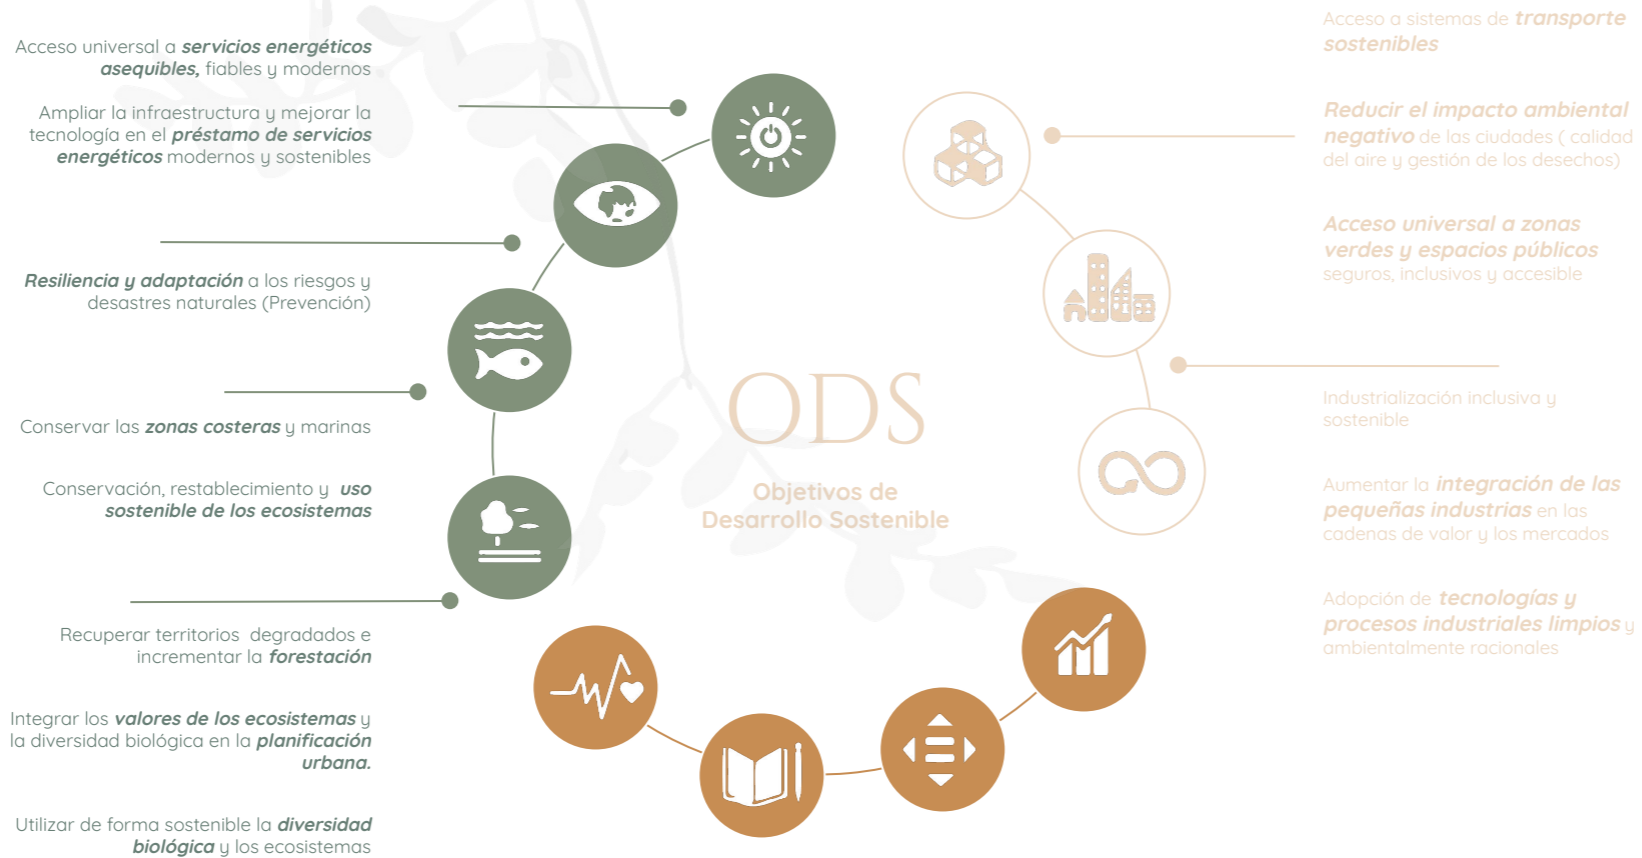 Acceso universal a servicios energéticos
asequibles, fiables y modernos
Ampliar la infraestructura y mejorar la
tecnología en el préstamo de servicios
energéticos modernos y sostenibles
Resiliencia y adaptación a los riesgos y
desastres naturales (Prevención)
Conservar las zonas costeras y marinas
Conservación, restablecimiento y uso
sostenible de los ecosistemas
Recuperar territorios degradados e
incrementar la forestación
Integrar los valores de los ecosistemas y
la diversidad biológica en la planificación
urbana.
Utilizar de forma sostenible la diversidad
biológica y los ecosistemas
ODS
Objetivos de
Desarrollo Sostenible
Acceso a sistemas de transporte
sostenibles
Reducir el impacto ambiental
negativo de las ciudades ( calidad
del aire y gestión de los desechos)
Acceso universal a zonas
verdes y espacios públicos
seguros, inclusivos y accesible
Industrialización inclusiva y
sostenible
Aumentar la integración de las
pequeñas industrias en las
cadenas de valor y los mercados
Adopción de tecnologías y
procesos industriales limpios y
ambientalmente racionales